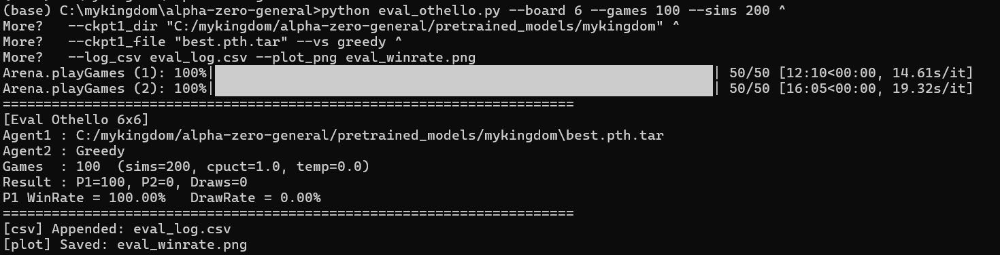 (base) C:\mykingdom\alpha-zero-general>python eval_othello.py --board 6 --games 100 --sims 200 ^
More?   --ckpt1_dir "C:/mykingdom/alpha-zero-general/pretrained_models/mykingdom" ^
More?   --ckpt1_file "best.pth.tar" --vs greedy ^
More?   --log_csv eval_log.csv --plot_png eval_winrate.png
Arena.playGames (1): 100%|██████████| 50/50 [12:10<00:00, 14.61s/it]
Arena.playGames (2): 100%|██████████| 50/50 [16:05<00:00, 19.32s/it]
======================================================================
[Eval Othello 6x6]
Agent1 : C:/mykingdom/alpha-zero-general/pretrained_models/mykingdom\best.pth.tar
Agent2 : Greedy
Games  : 100  (sims=200, cpuct=1.0, temp=0.0)
Result : P1=100, P2=0, Draws=0
P1 WinRate = 100.00%   DrawRate = 0.00%
======================================================================
[csv] Appended: eval_log.csv
[plot] Saved: eval_winrate.png